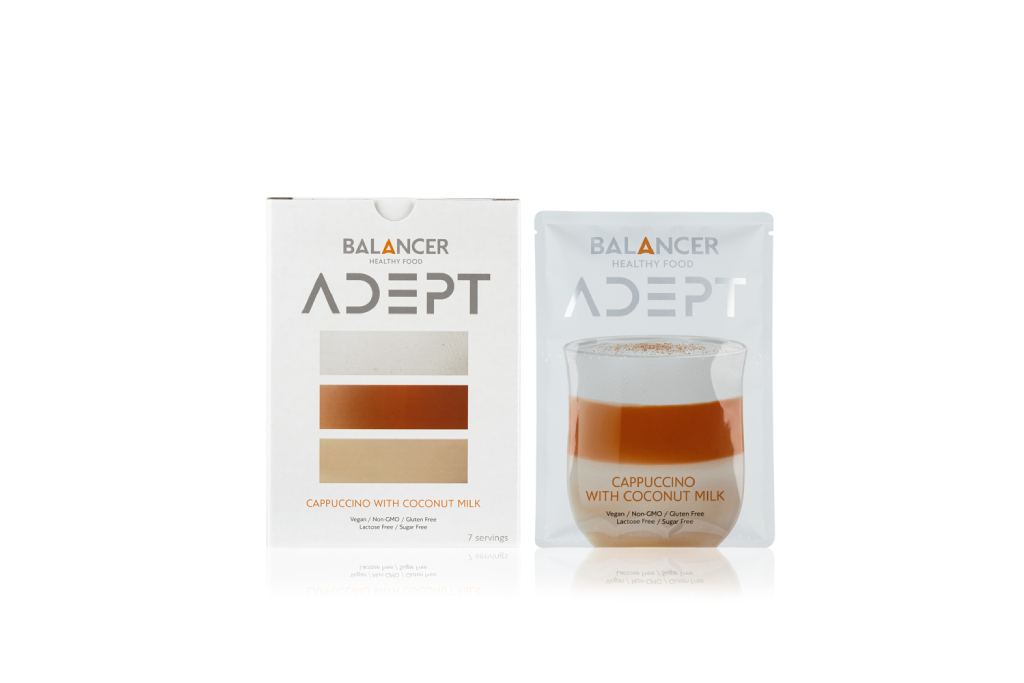 BALANCER
HEALTHY FOOD
ADEPT
CAPPUCCINO WITH COCONUT MILK
Vegan / Non-GMO / Gluten Free
Lactose Free / Sugar Free
7 servings
BALANCER
HEALTHY FOOD
ADEPT
CAPPUCCINO
WITH COCONUT MILK
Vegan / Non-GMO / Gluten Free
Lactose Free / Sugar Free